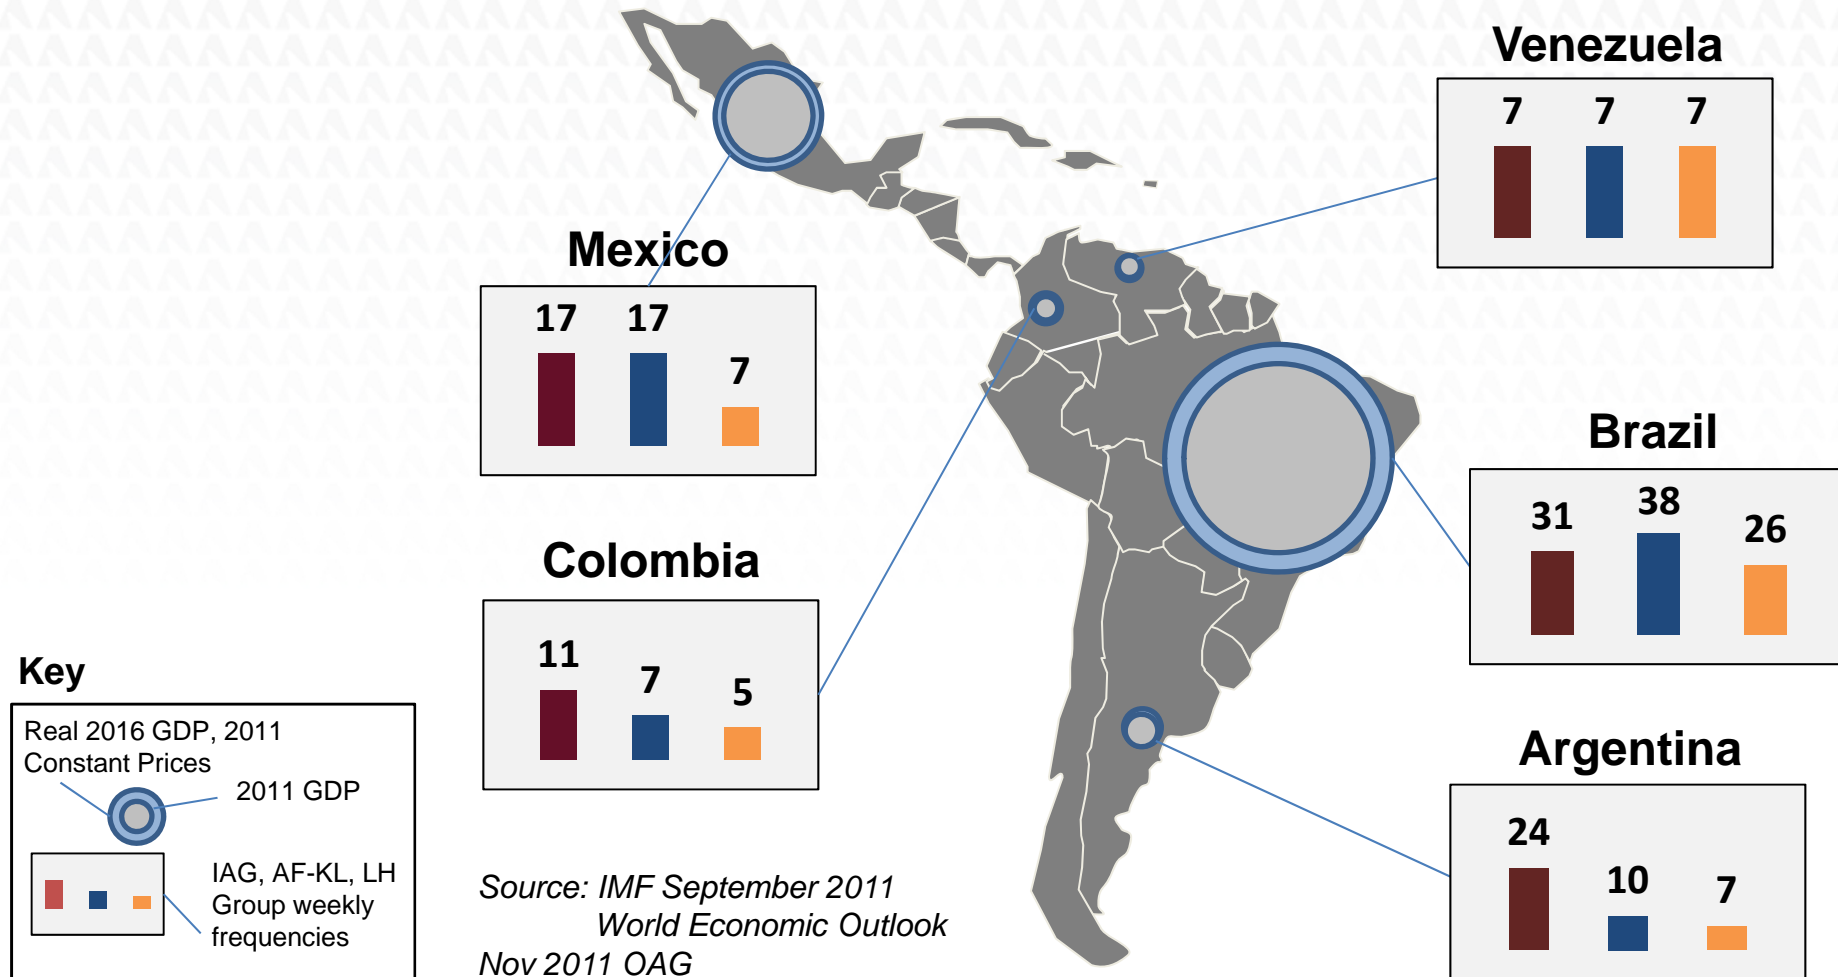 Venezuela
7 7 7
Mexico
17 17 7
Brazil
31 38 26
Colombia
11 7 5
Argentina
24 10 7
Key
Real 2016 GDP, 2011
Constant Prices
2011 GDP
IAG, AF-KL, LH
Group weekly
frequencies
Source: IMF September 2011
World Economic Outlook
Nov 2011 OAG